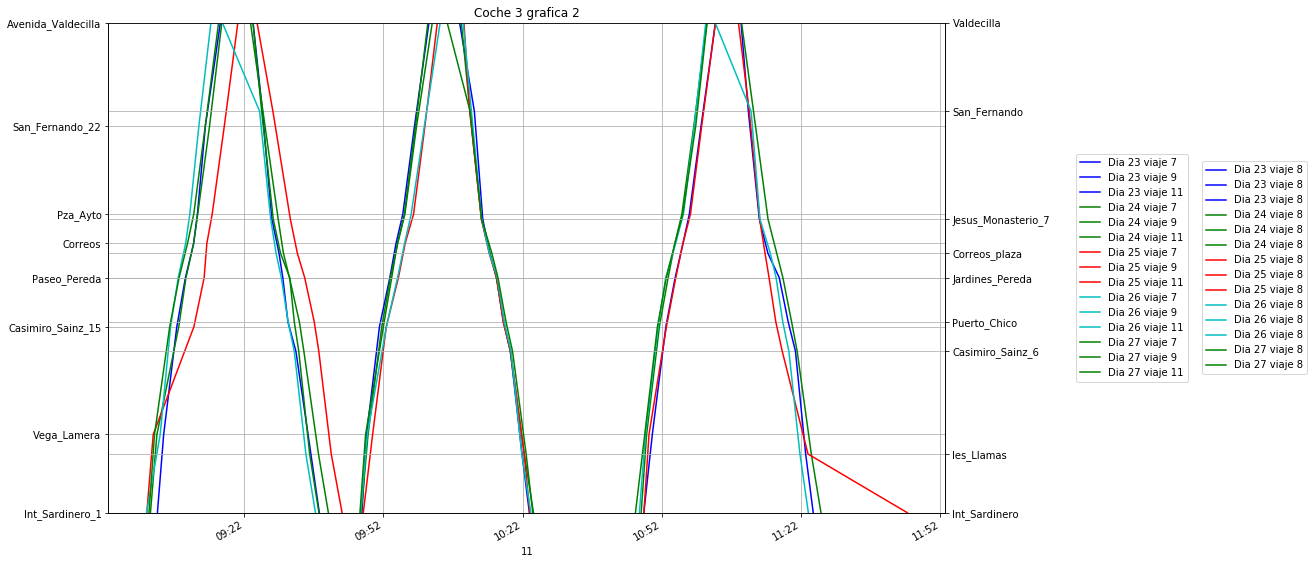 Coche 3 grafica 2
Avenida_Valdecilla
San_Fernando_22
Pza_Ayto
Correos
Paseo_Pereda
Casimiro_Sainz_15
Vega_Lamera
Int_Sardinero_1
Valdecilla
San_Fernando
Jesus_Monasterio_7
Correos_plaza
Jardines_Pereda
Puerto_Chico
Casimiro_Sainz_6
Ies_Llamas
Int_Sardinero
09:22
09:52
10:22
10:52
11:22
11:52
11
Dia 23 viaje 7
Dia 23 viaje 9
Dia 23 viaje 11
Dia 24 viaje 7
Dia 24 viaje 9
Dia 24 viaje 11
Dia 25 viaje 7
Dia 25 viaje 9
Dia 25 viaje 11
Dia 26 viaje 7
Dia 26 viaje 9
Dia 26 viaje 11
Dia 27 viaje 7
Dia 27 viaje 9
Dia 27 viaje 11
Dia 23 viaje 8
Dia 23 viaje 8
Dia 23 viaje 8
Dia 24 viaje 8
Dia 24 viaje 8
Dia 24 viaje 8
Dia 25 viaje 8
Dia 25 viaje 8
Dia 25 viaje 8
Dia 26 viaje 8
Dia 26 viaje 8
Dia 26 viaje 8
Dia 27 viaje 8
Dia 27 viaje 8